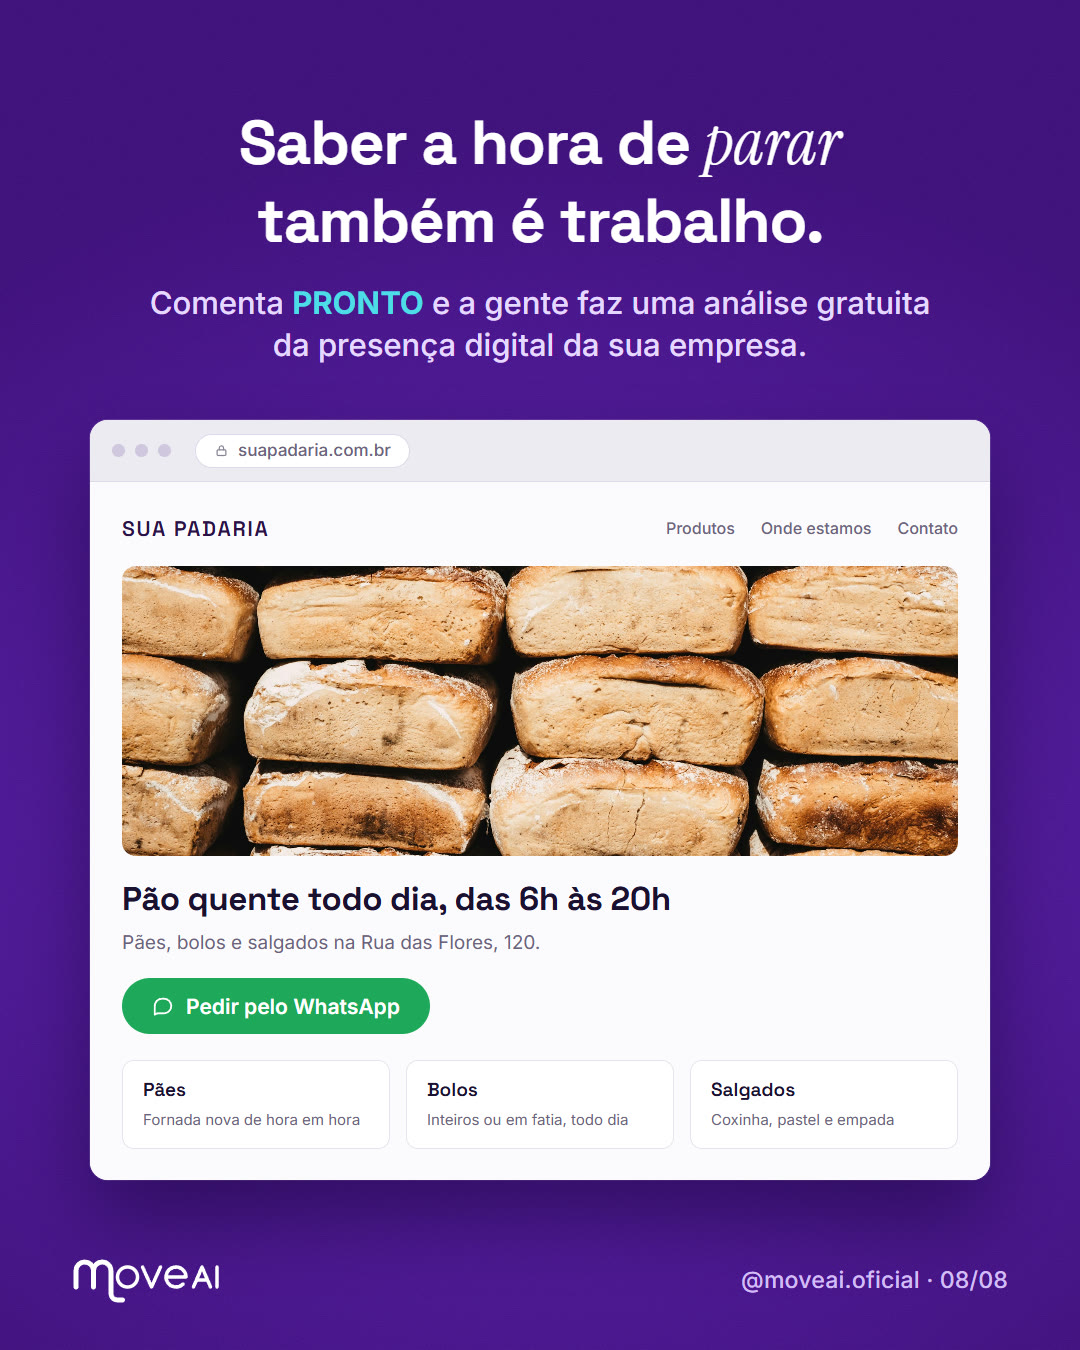 Saber a hora de parar
também é trabalho.
Comenta PRONTO e a gente faz uma análise gratuita
da presença digital da sua empresa.
suapadaria.com.br
SUA PADARIA
Produtos Onde estamos Contato
Pão quente todo dia, das 6h às 20h
Pães, bolos e salgados na Rua das Flores, 120.
Pedir pelo WhatsApp
Pães
Fornada nova de hora em hora
Bolos
Inteiros ou em fatia, todo dia
Salgados
Coxinha, pastel e empada
move AI
@moveai.oficial · 08/08